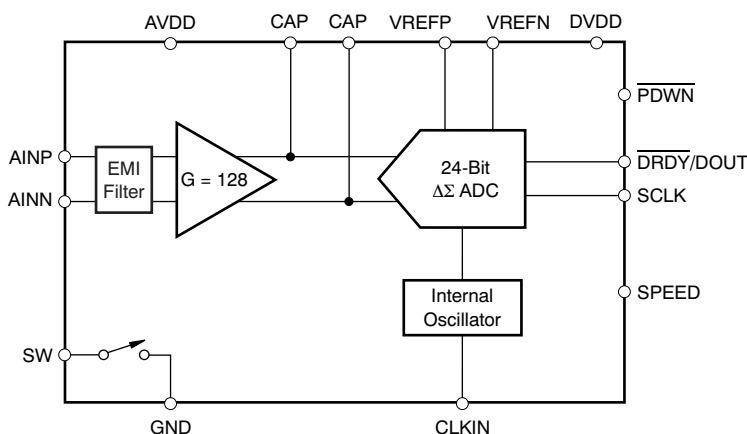 AVDD CAP CAP VREFP VREFN DVDD
PDWN
AINP
EMI
Filter
G = 128
24-Bit
ΔΣ ADC
DRDY/DOUT
AINN
SCLK
Internal
Oscillator
SPEED
SW
GND
CLKIN